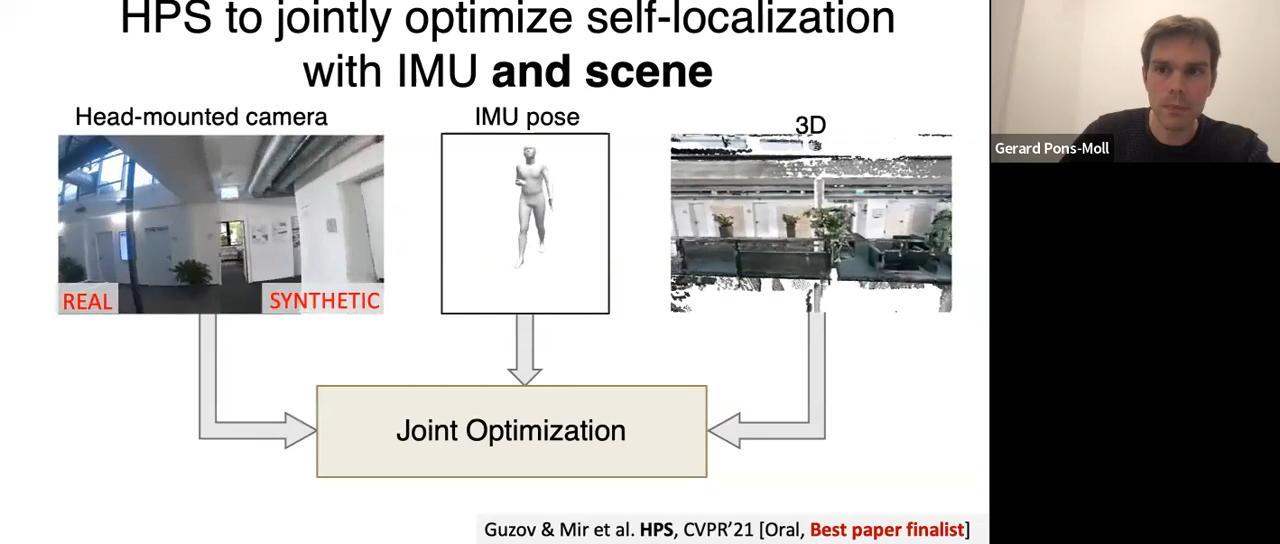 HPS to jointly optimize self-localization
with IMU and scene
Head-mounted camera
IMU pose
3D
Gerard Pons-Moll
REAL
SYNTHETIC
Joint Optimization
Guzov & Mir et al. HPS, CVPR'21 [Oral, Best paper finalist]